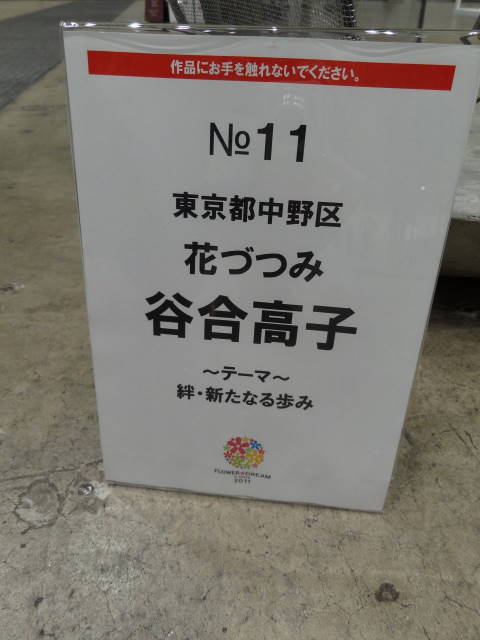 作品にお手を触れないでください。
№11
東京都中野区
花づつみ
谷合高子
～テーマ～
絆・新たなる歩み
FLOWER DREAM
2011